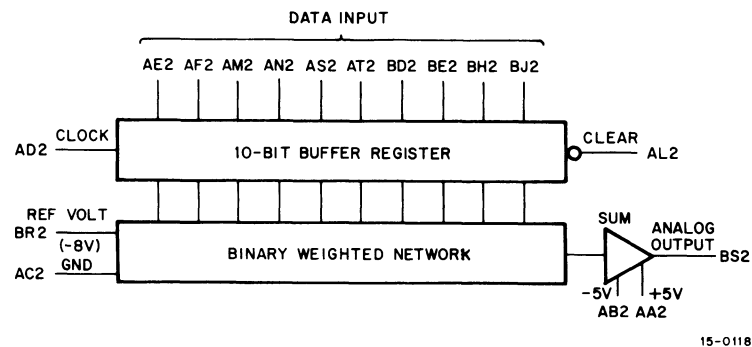 DATA INPUT
AE2 AF2 AM2 AN2 AS2 AT2 BD2 BE2 BH2 BJ2
CLOCK
AD2
10-BIT BUFFER REGISTER
CLEAR
AL2
REF VOLT
BR2
(-8V)
GND
AC2
BINARY WEIGHTED NETWORK
SUM
ANALOG
OUTPUT
BS2
-5V +5V
AB2 AA2
15-0118